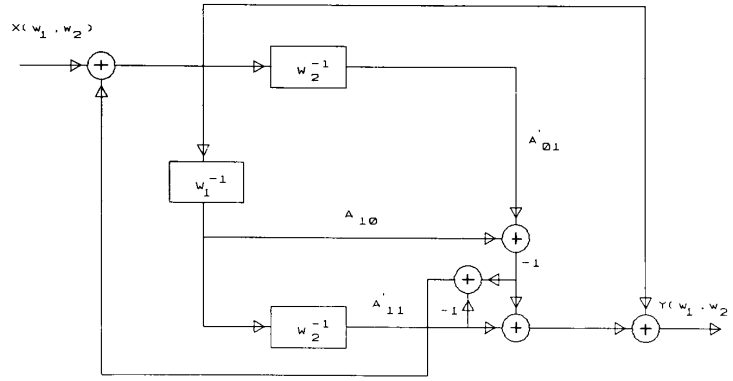 X( W₁ , W₂ )
+
W₂⁻¹
A'₀₁
W₁⁻¹
A₁₀
+
-1
+
A'₁₁
-1
Y( W₁ , W₂
W₂⁻¹
+
+